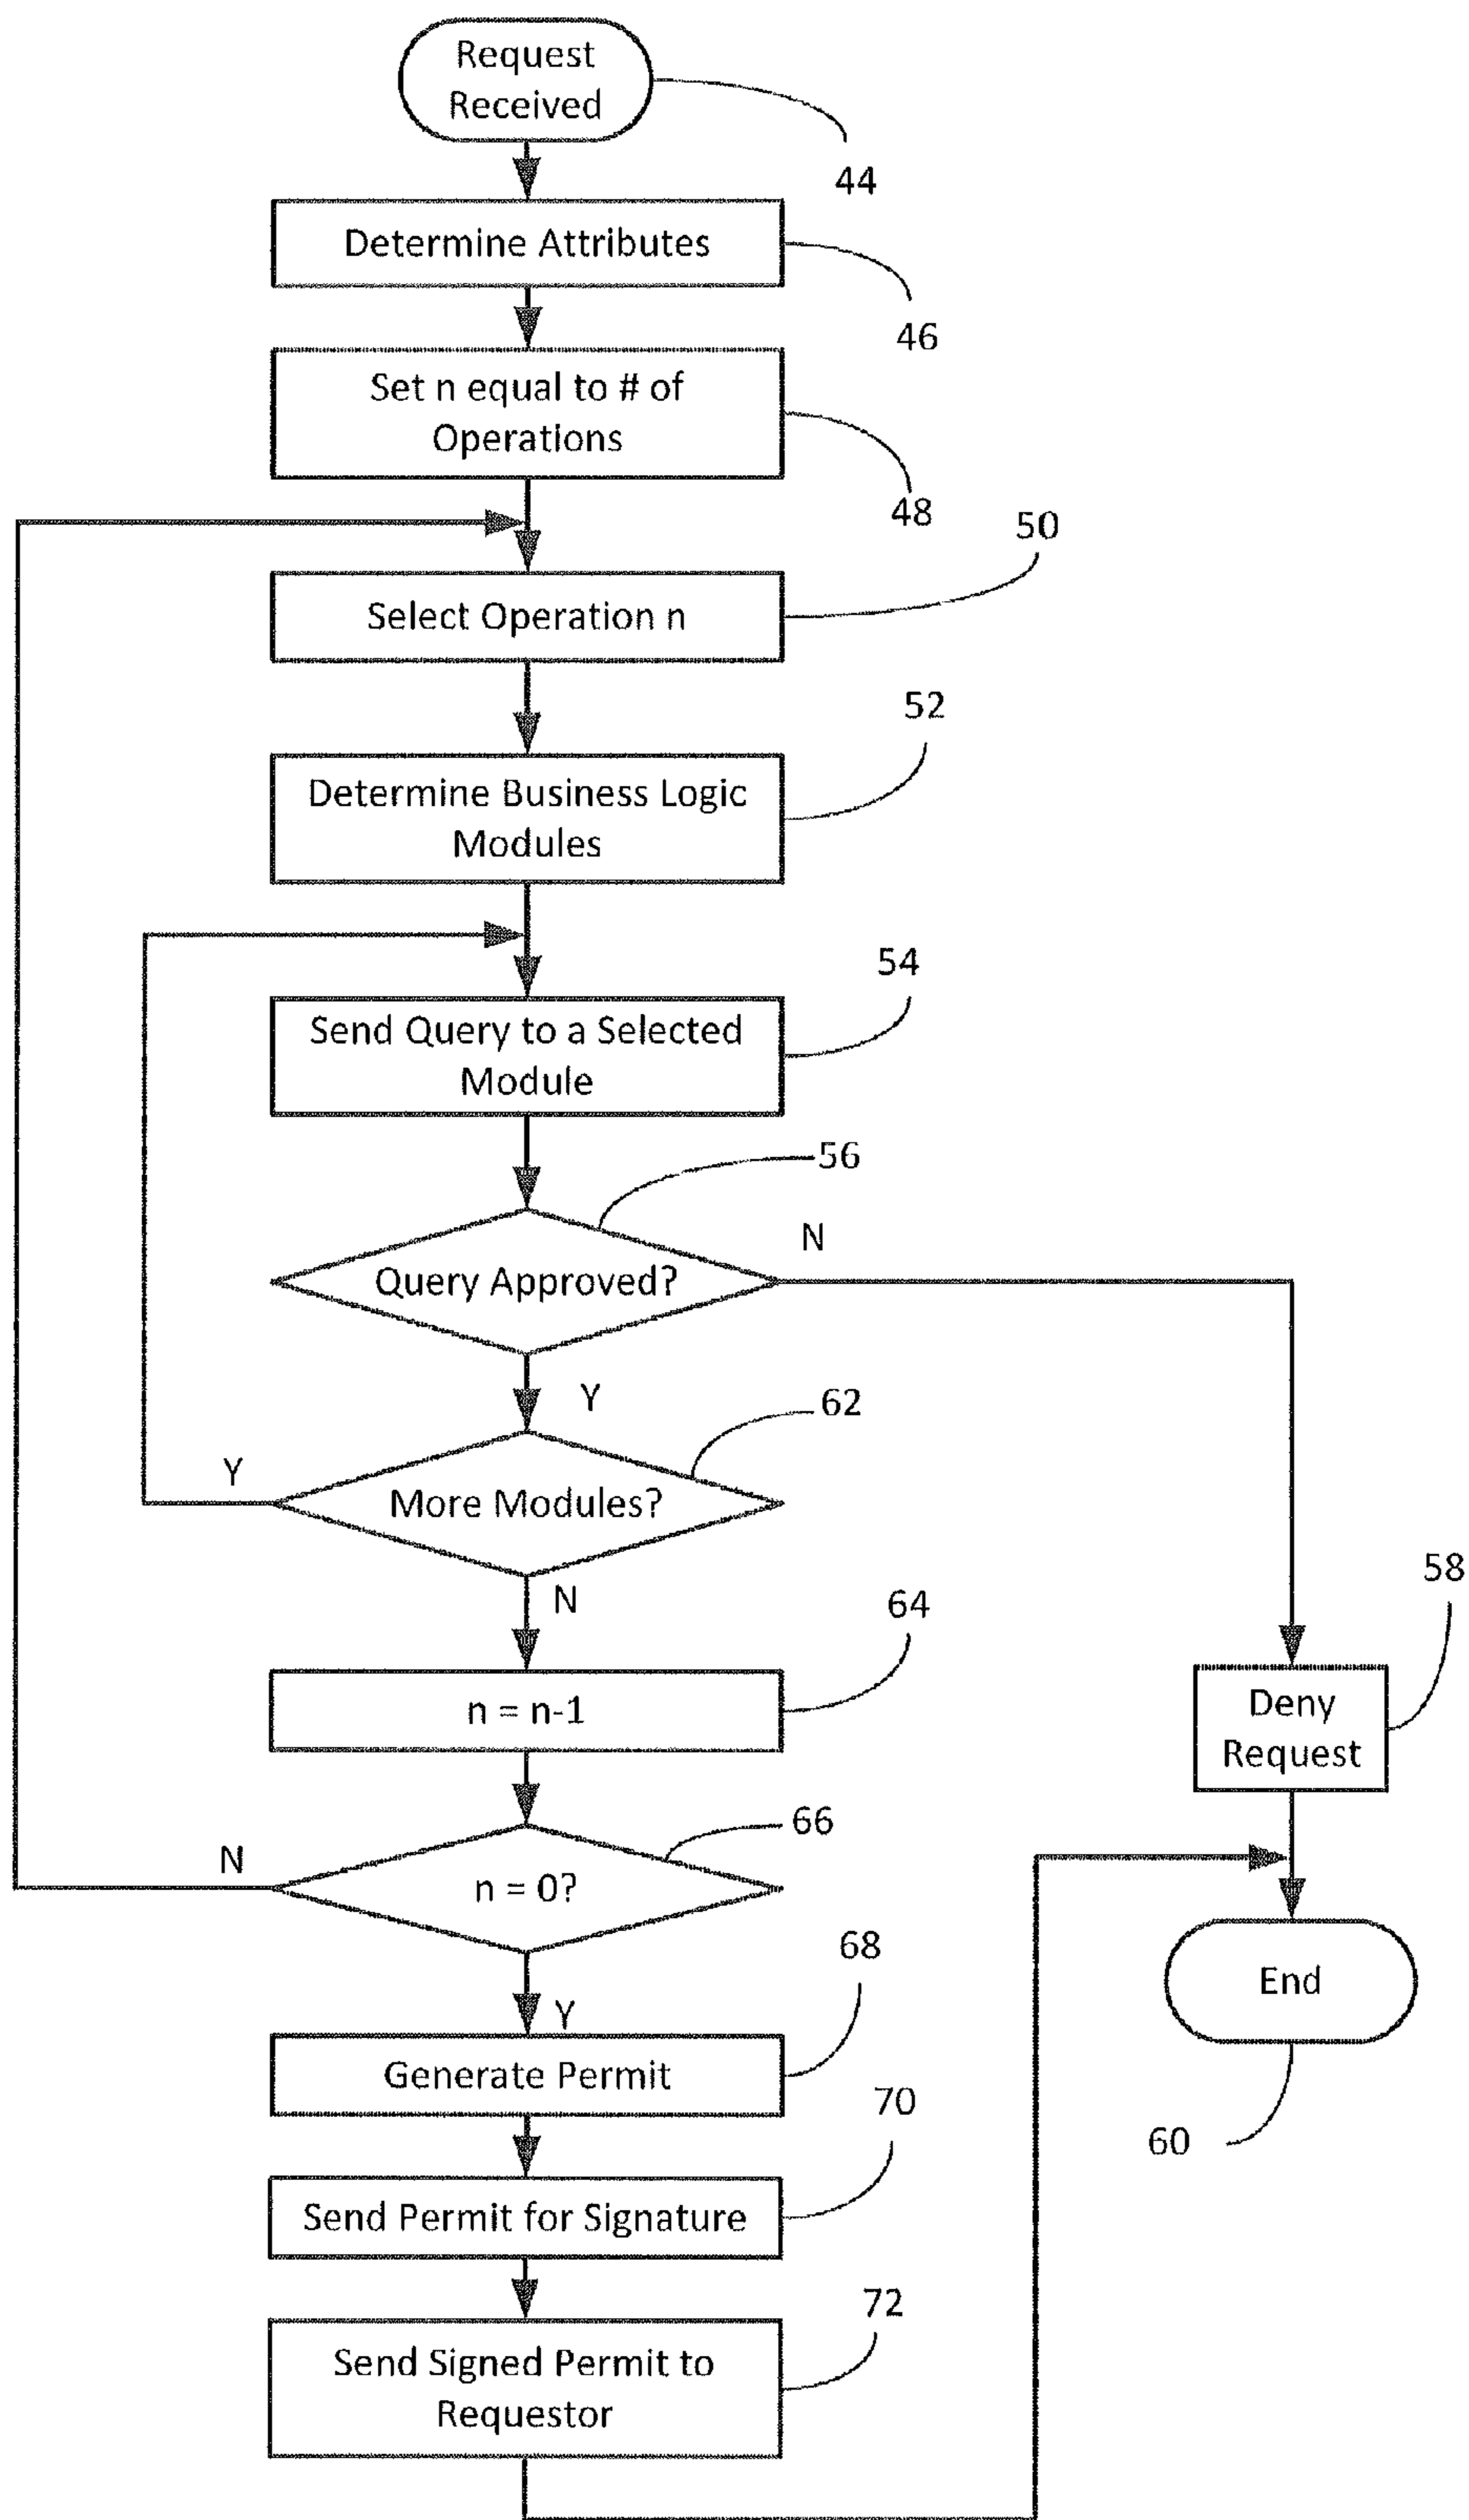 Request
Received
44
Determine Attributes
46
Set n equal to # of
Operations
48
50
Select Operation n
52
Determine Business Logic
Modules
54
Send Query to a Selected
Module
56
N
Query Approved?
Y
62
Y
More Modules?
N
58
64
n = n-1
Deny
Request
66
N
n = 0?
68
End
Y
Generate Permit
70
60
Send Permit for Signature
72
Send Signed Permit to
Requestor